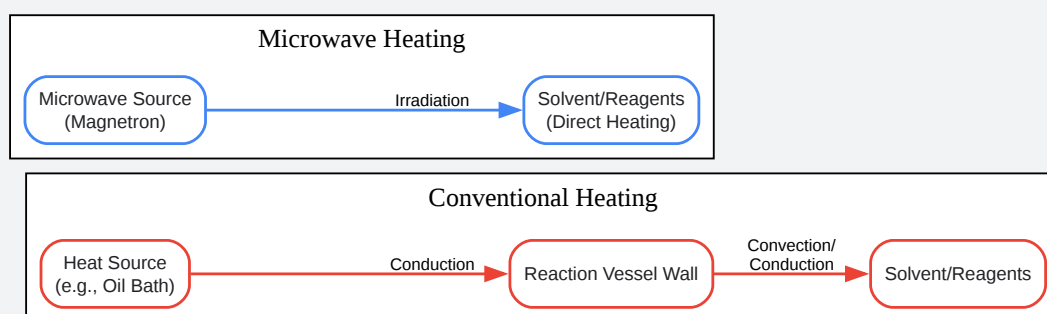 Microwave Heating
Microwave Source
(Magnetron)
Irradiation
Solvent/Reagents
(Direct Heating)
Conventional Heating
Heat Source
(e.g., Oil Bath)
Conduction
Reaction Vessel Wall
Convection/
Conduction
Solvent/Reagents